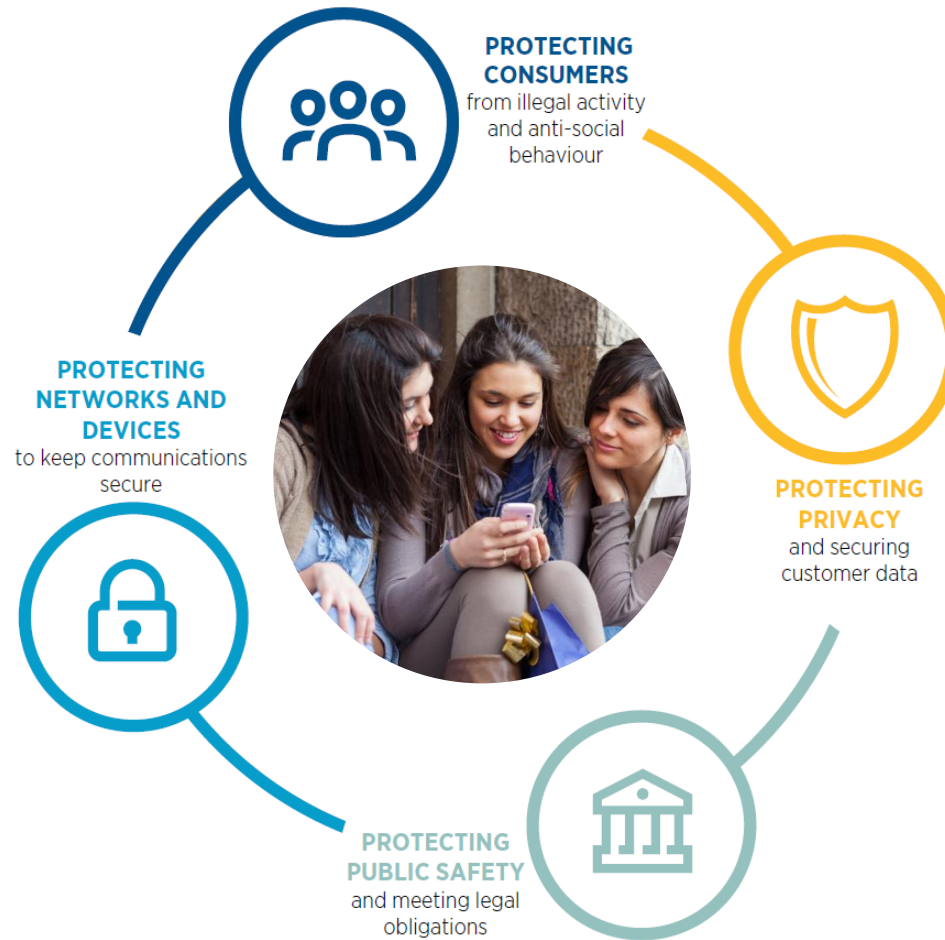 PROTECTING
CONSUMERS
from illegal activity
and anti-social
behaviour
PROTECTING
PRIVACY
and securing
customer data
PROTECTING
PUBLIC SAFETY
and meeting legal
obligations
PROTECTING
NETWORKS AND
DEVICES
to keep communications
secure